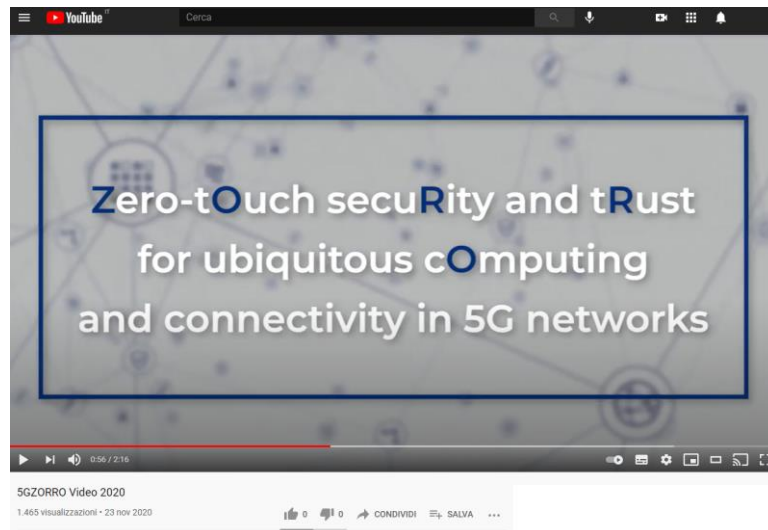 YouTube IT
Cerca
Zero-tOuch secuRity and tRust
for ubiquitous cOmputing
and connectivity in 5G networks
0:56 / 2:16
5GZORRO Video 2020
1.465 visualizzazioni • 23 nov 2020
0
0
CONDIVIDI
SALVA